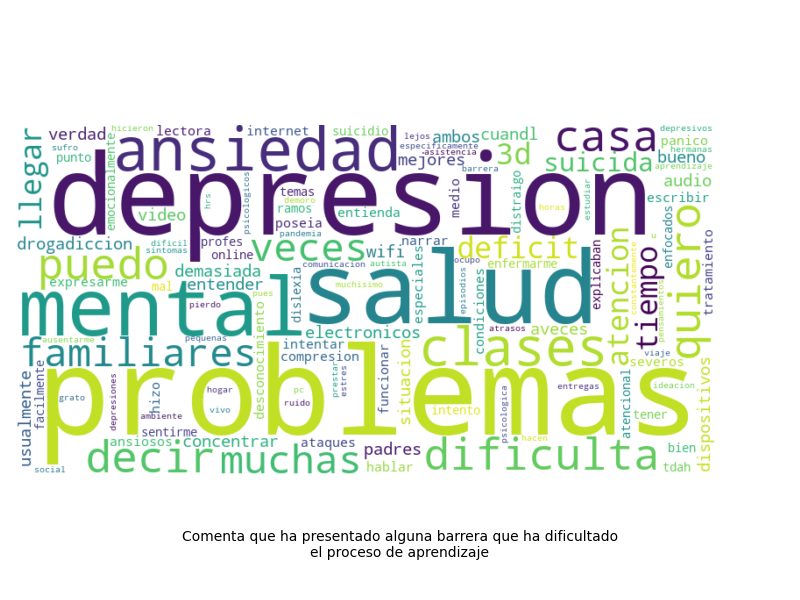 hicieron
lectora
internet
suicidio
lejos
ambos
cuandl
casa
depresivos
verdad
ansiedad
especificamente
asistencia
3d
panico
sufro
emocionalmente
mejores
barrera
suicida
bueno
hermanas
aprendizaje
llegar
punto
depresion
audio
video
hrs
psicologicos
temas
demoro
ramos
entienda
poseia
medio
distraigo
horas
estudiar
escribir
drogadiccion
dificil
sintomas
profes
online
pandemia
veces
wifi
narrar
autista
deficit
enfermarme
explicaban
atencion
tiempo
c
constantemente
pensamientos
enfocados
quiero
tratamiento
puedo
expresarme
mal
demasiada
entender
comunicacion
muchisimo
dislexia
ocupo
episodios
especiales
condiciones
mental
pues
pierdo
salud
ausentarme
pequenas
desconocimiento
electronicos
intentar
compresion
atrasos
aveces
viaje
familiares
clases
severos
dispositivos
usualmente
facilmente
grato
depresiones
hizo
hogar
vivo
pc
ruido
prestar
estres
funcionar
situacion
intento
entregas
atencional
ideacion
tener
problemas
ambiente
sentirme
psicologica
hacen
ansiosos
concentrar
ataques
padres
bien
social
decir
muchas
hablar
dificulta
tdah
Comenta que ha presentado alguna barrera que ha dificultado
el proceso de aprendizaje